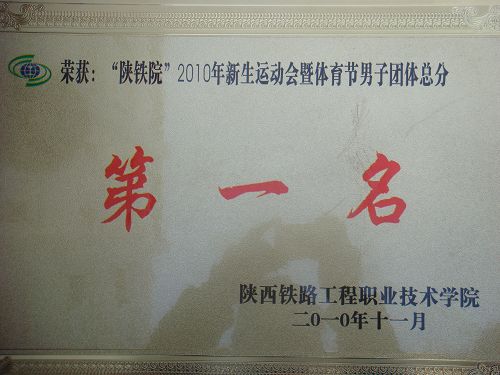 荣获：“陕铁院”2010年新生运动会暨体育节男子团体总分
第一名
陕西铁路工程职业技术学院
二〇一〇年十一月